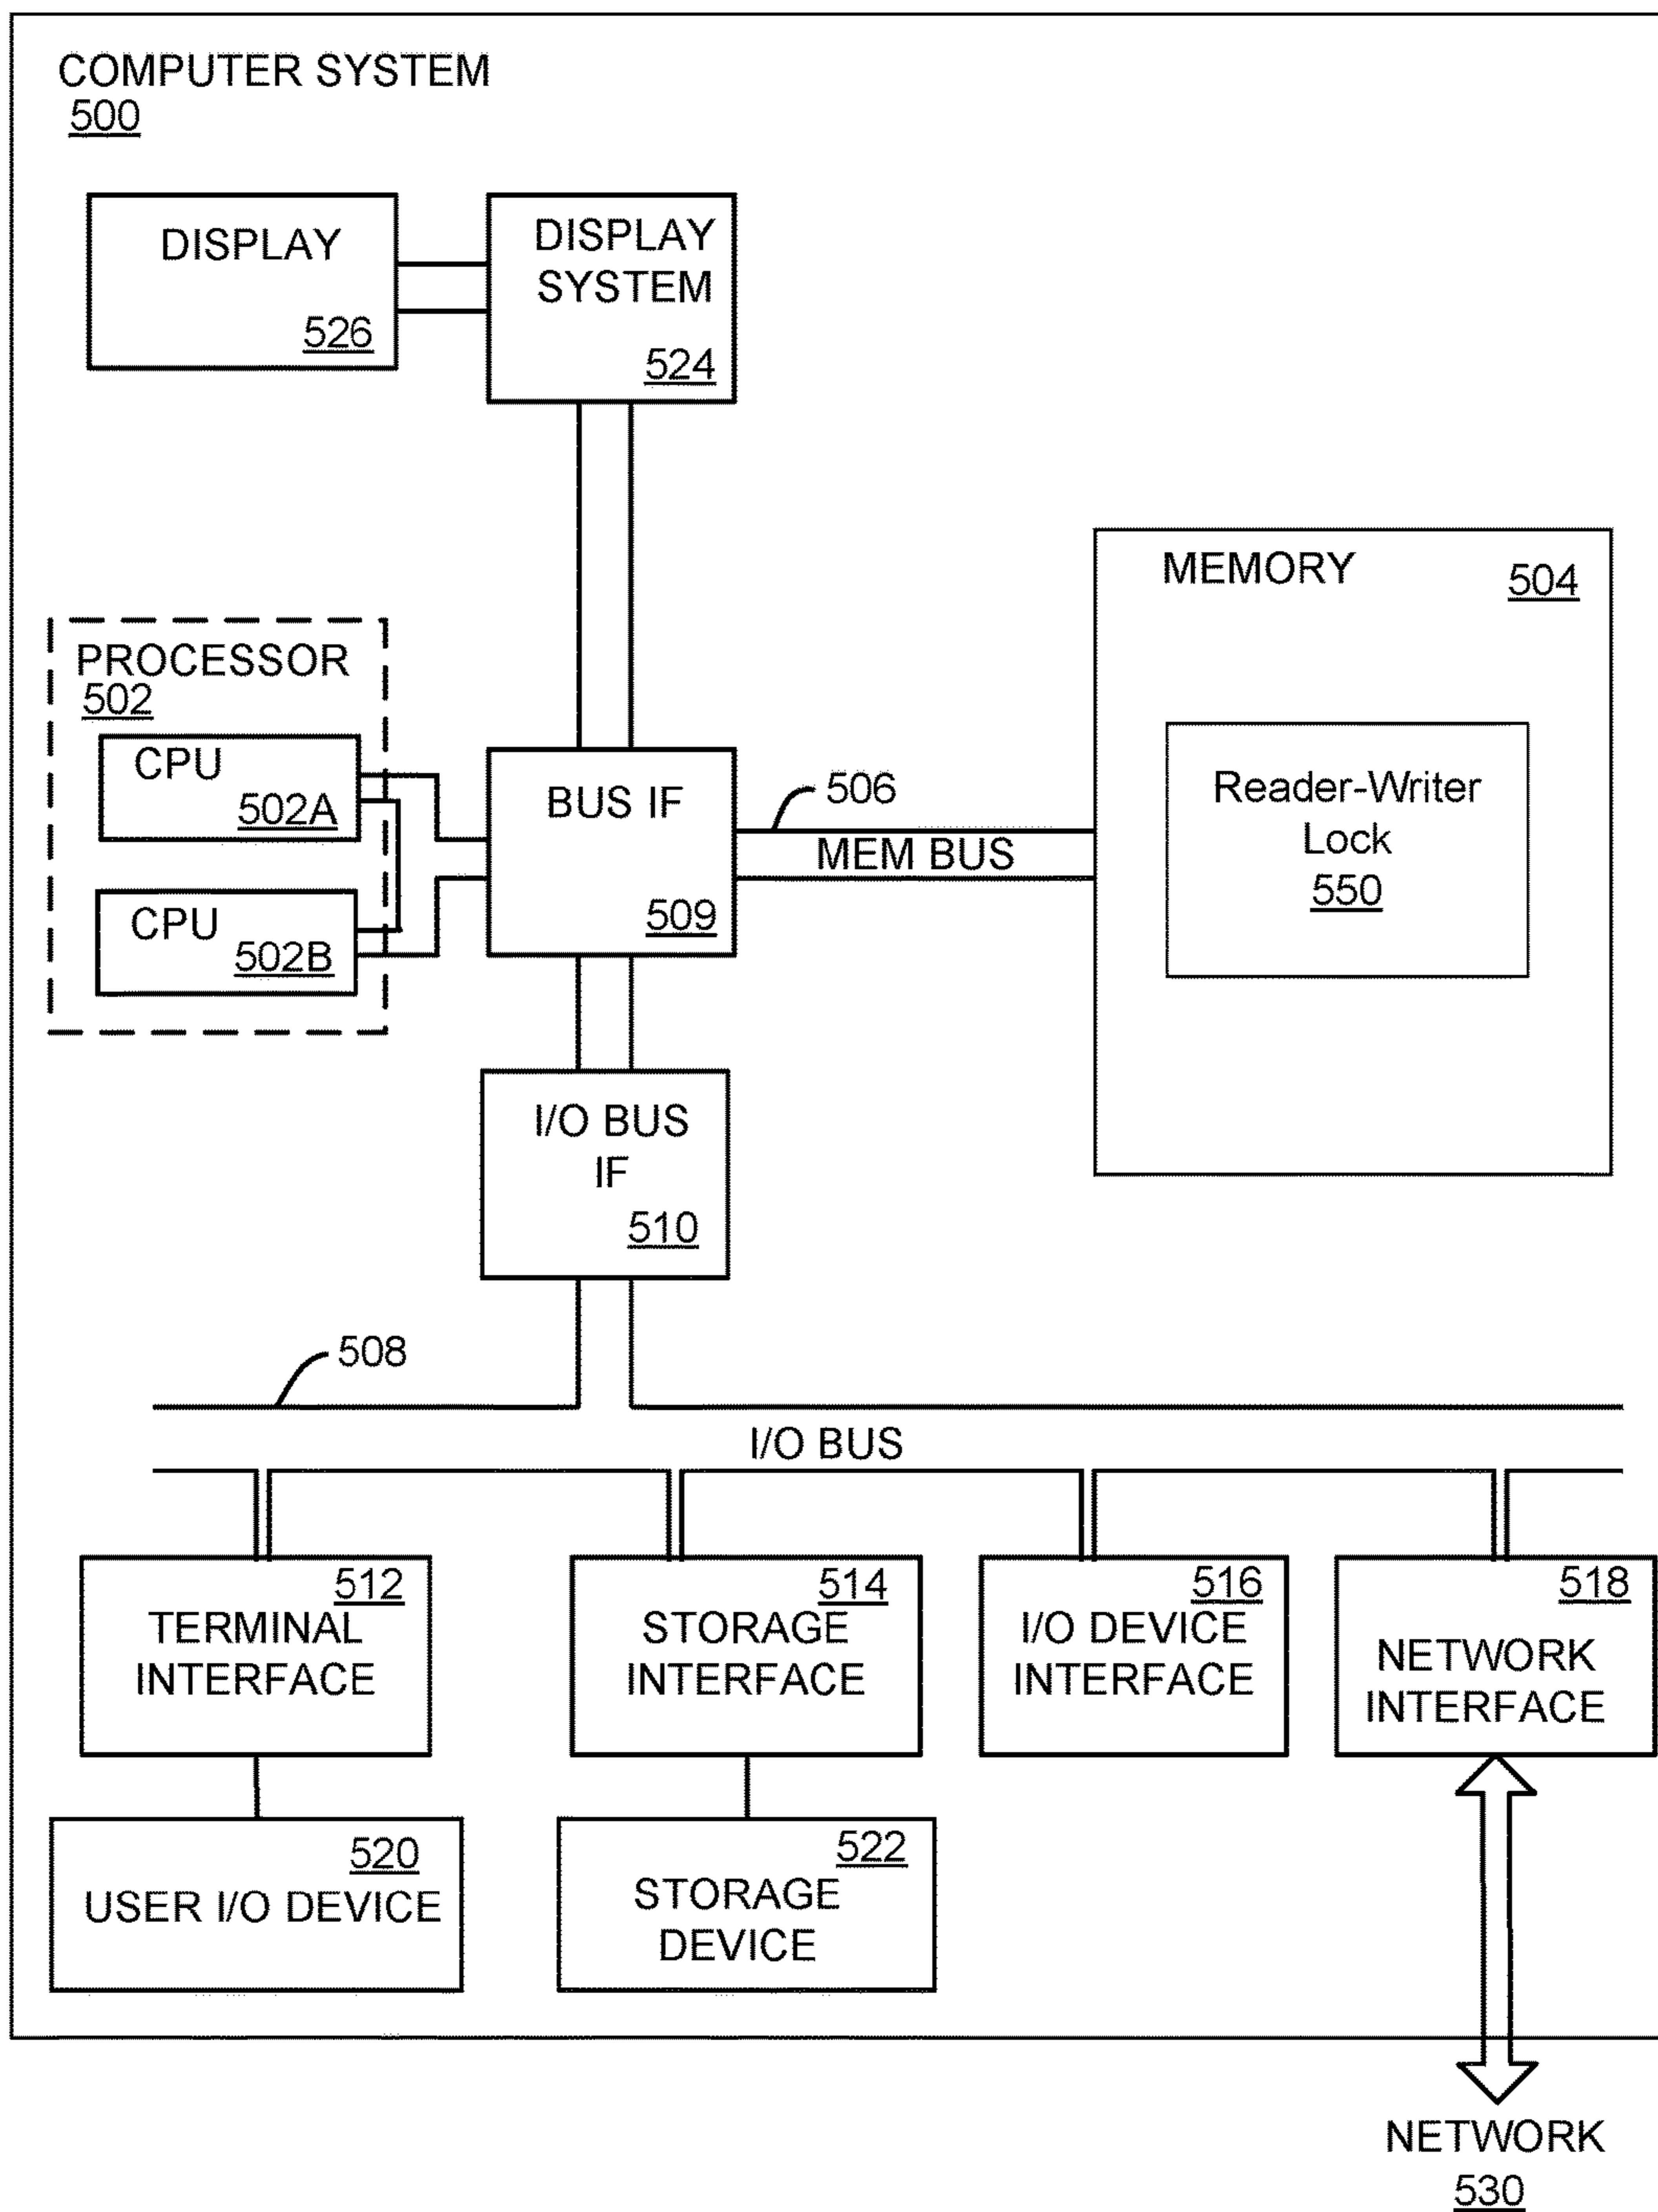 COMPUTER SYSTEM
500
DISPLAY
526
DISPLAY
SYSTEM
524
MEMORY
504
PROCESSOR
502
CPU
502A
CPU
502B
BUS IF
509
506
MEM BUS
Reader-Writer
Lock
550
I/O BUS
IF
510
508
I/O BUS
512
TERMINAL
INTERFACE
514
STORAGE
INTERFACE
516
I/O DEVICE
INTERFACE
518
NETWORK
INTERFACE
520
USER I/O DEVICE
522
STORAGE
DEVICE
NETWORK
530